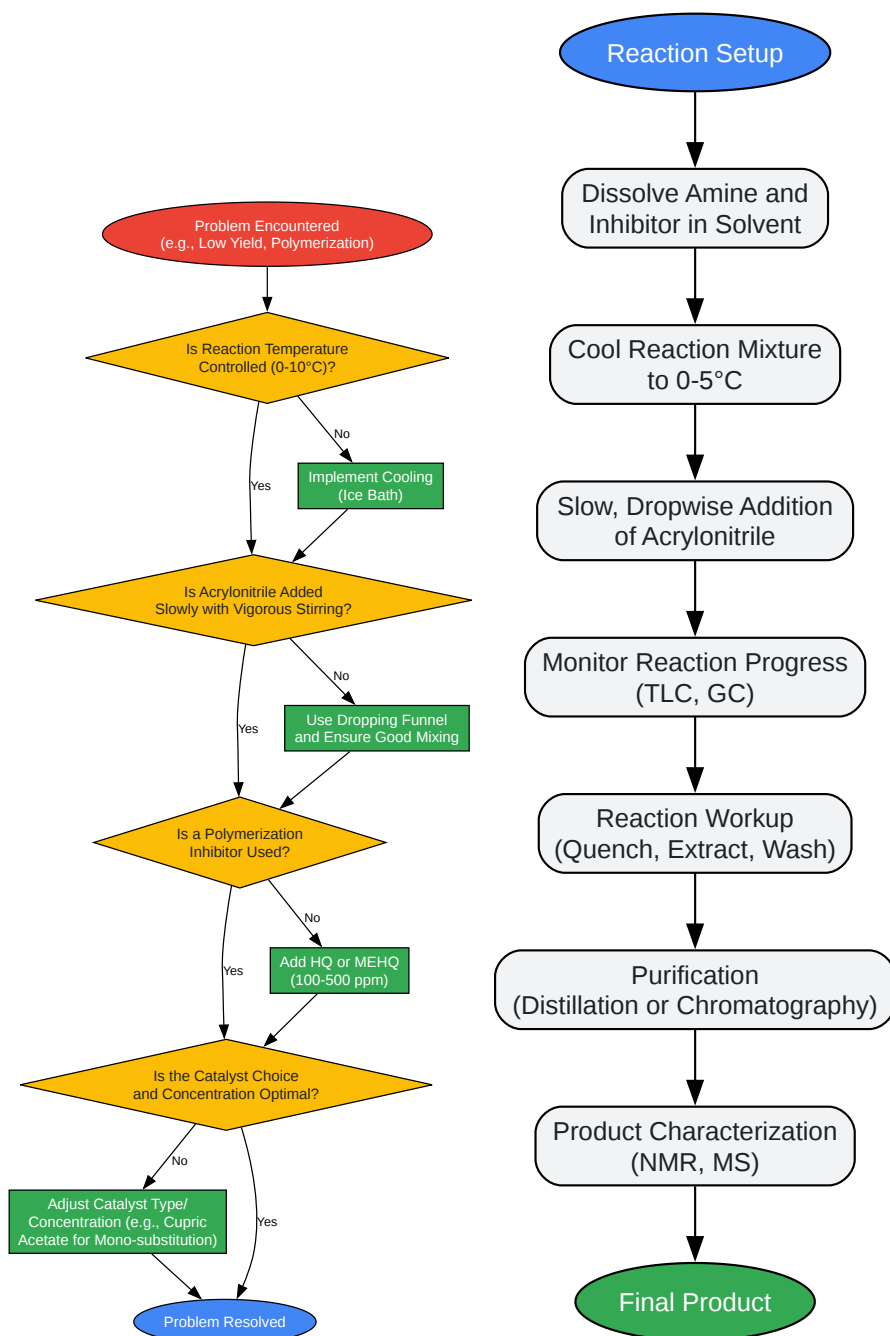 Problem Encountered
(e.g., Low Yield, Polymerization)
Is Reaction Temperature
Controlled (0-10°C)?
No
Yes
Implement Cooling
(Ice Bath)
Is Acrylonitrile Added
Slowly with Vigorous Stirring?
No
Yes
Use Dropping Funnel
and Ensure Good Mixing
Is a Polymerization
Inhibitor Used?
No
Yes
Add HQ or MEHQ
(100-500 ppm)
Is the Catalyst Choice
and Concentration Optimal?
No
Yes
Adjust Catalyst Type/
Concentration (e.g., Cupric
Acetate for Mono-substitution)
Problem Resolved
Reaction Setup
Dissolve Amine and
Inhibitor in Solvent
Cool Reaction Mixture
to 0-5°C
Slow, Dropwise Addition
of Acrylonitrile
Monitor Reaction Progress
(TLC, GC)
Reaction Workup
(Quench, Extract, Wash)
Purification
(Distillation or Chromatography)
Product Characterization
(NMR, MS)
Final Product